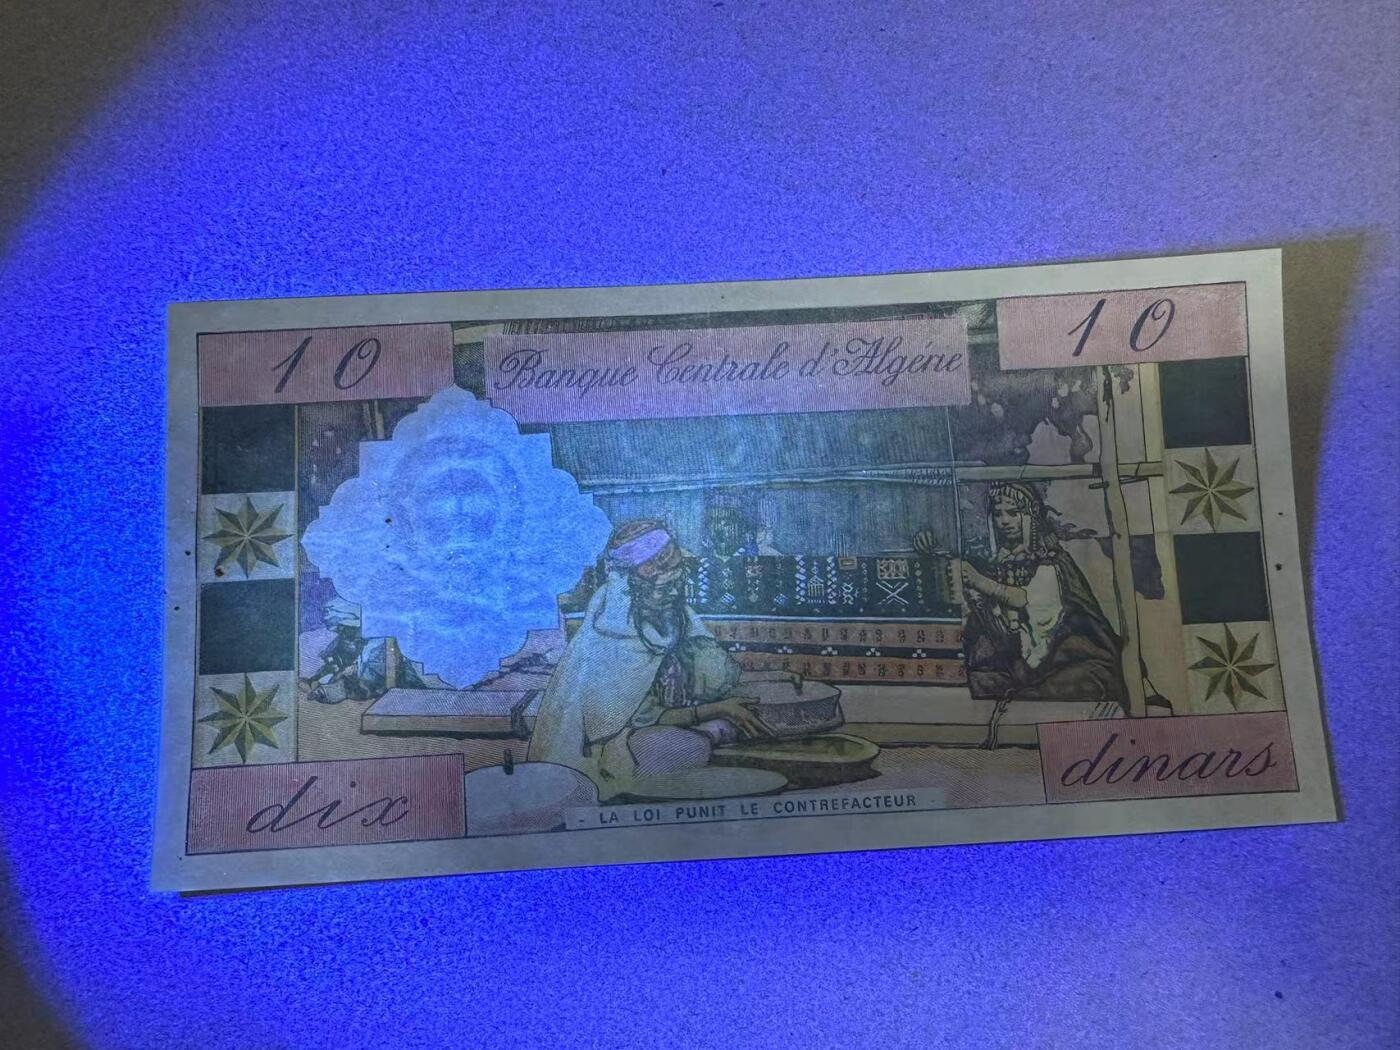 10
Banque Centrale d'Algérie
10
dix
- LA LOI PUNIT LE CONTREFACTEUR
dinars